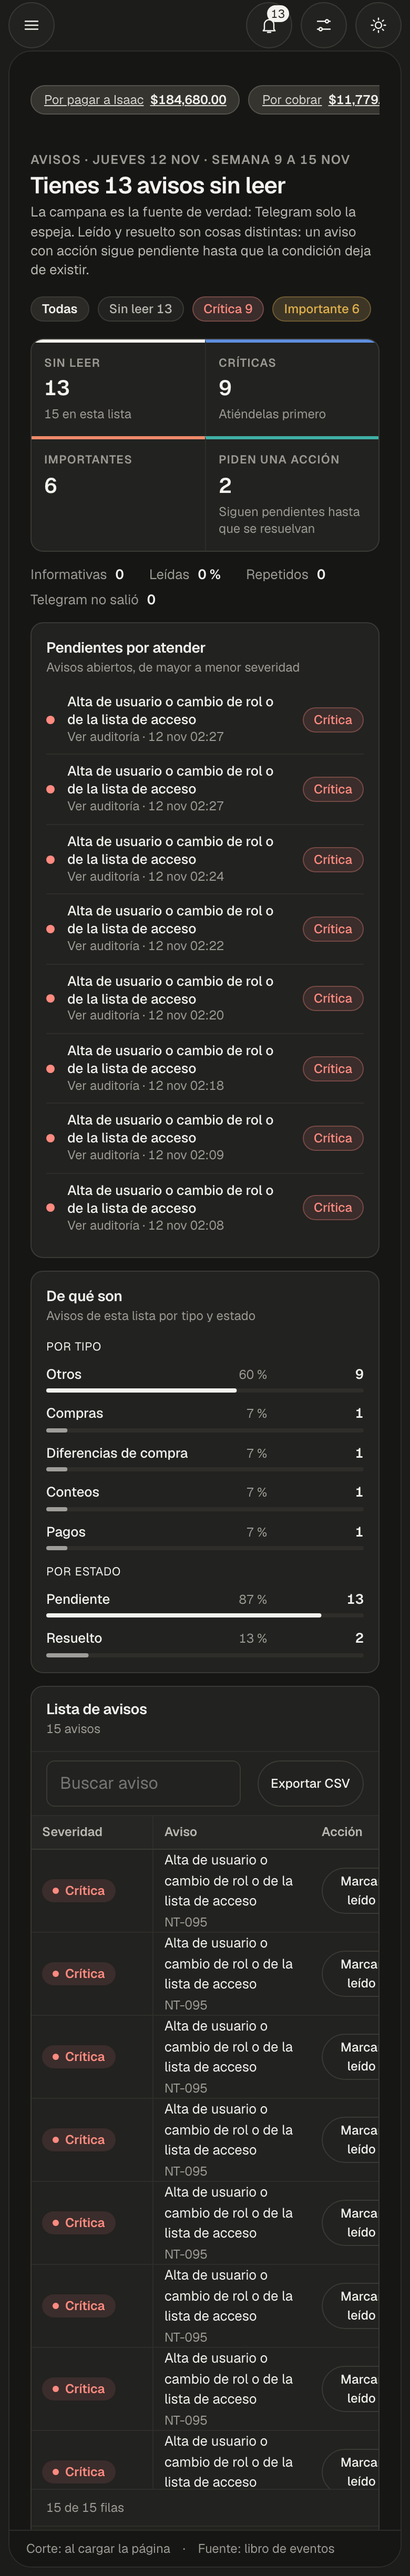 13
Por pagar a Isaac $184,680.00 Por cobrar $11,779.
AVISOS · JUEVES 12 NOV · SEMANA 9 A 15 NOV
Tienes 13 avisos sin leer
La campana es la fuente de verdad: Telegram solo la
espeja. Leído y resuelto son cosas distintas: un aviso
con acción sigue pendiente hasta que la condición deja
de existir.
Todas Sin leer 13 Crítica 9 Importante 6
SIN LEER CRÍTICAS
13 9
15 en esta lista Atiéndelas primero
IMPORTANTES PIDEN UNA ACCIÓN
6 2
Siguen pendientes hasta
que se resuelvan
Informativas 0 Leídas 0 % Repetidos 0
Telegram no salió 0
Pendientes por atender
Avisos abiertos, de mayor a menor severidad
Alta de usuario o cambio de rol o
de la lista de acceso
Ver auditoría · 12 nov 02:27
Crítica
Alta de usuario o cambio de rol o
de la lista de acceso
Ver auditoría · 12 nov 02:27
Crítica
Alta de usuario o cambio de rol o
de la lista de acceso
Ver auditoría · 12 nov 02:24
Crítica
Alta de usuario o cambio de rol o
de la lista de acceso
Ver auditoría · 12 nov 02:22
Crítica
Alta de usuario o cambio de rol o
de la lista de acceso
Ver auditoría · 12 nov 02:20
Crítica
Alta de usuario o cambio de rol o
de la lista de acceso
Ver auditoría · 12 nov 02:18
Crítica
Alta de usuario o cambio de rol o
de la lista de acceso
Ver auditoría · 12 nov 02:09
Crítica
Alta de usuario o cambio de rol o
de la lista de acceso
Ver auditoría · 12 nov 02:08
Crítica
De qué son
Avisos de esta lista por tipo y estado
POR TIPO
Otros 60 % 9
Compras 7 % 1
Diferencias de compra 7 % 1
Conteos 7 % 1
Pagos 7 % 1
POR ESTADO
Pendiente 87 % 13
Resuelto 13 % 2
Lista de avisos
15 avisos
Buscar aviso Exportar CSV
Severidad Aviso Acción
Crítica
Alta de usuario o
cambio de rol o de la
lista de acceso
NT-095
Marca
leído
Crítica
Alta de usuario o
cambio de rol o de la
lista de acceso
NT-095
Marca
leído
Crítica
Alta de usuario o
cambio de rol o de la
lista de acceso
NT-095
Marca
leído
Crítica
Alta de usuario o
cambio de rol o de la
lista de acceso
NT-095
Marca
leído
Crítica
Alta de usuario o
cambio de rol o de la
lista de acceso
NT-095
Marca
leído
Crítica
Alta de usuario o
cambio de rol o de la
lista de acceso
NT-095
Marca
leído
Crítica
Alta de usuario o
cambio de rol o de la
lista de acceso
NT-095
Marca
leído
Crítica
Alta de usuario o
cambio de rol o de la
lista de acceso
Marca
leído
15 de 15 filas
Corte: al cargar la página · Fuente: libro de eventos